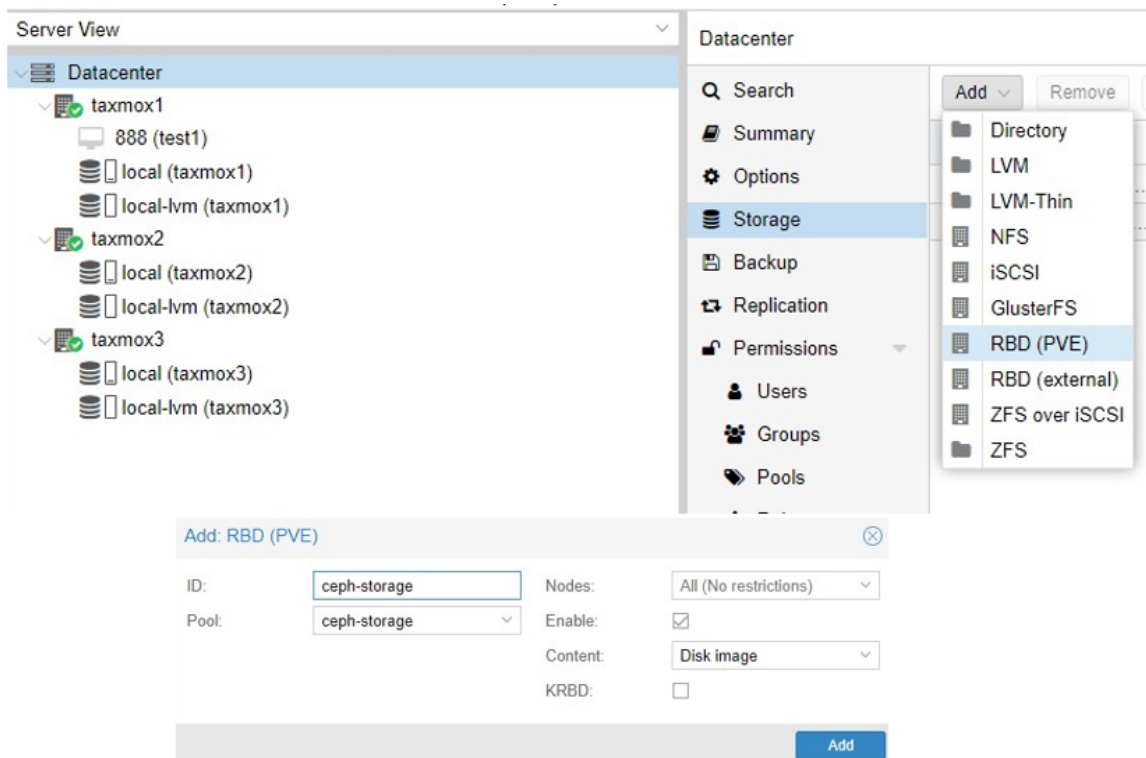 Server View
Datacenter
taxmox1
888 (test1)
local (taxmox1)
local-lvm (taxmox1)
taxmox2
local (taxmox2)
local-lvm (taxmox2)
taxmox3
local (taxmox3)
local-lvm (taxmox3)
Datacenter
Search
Summary
Options
Storage
Backup
Replication
Permissions
Users
Groups
Pools
Add
Remove
Directory
LVM
LVM-Thin
NFS
iSCSI
GlusterFS
RBD (PVE)
RBD (external)
ZFS over iSCSI
ZFS
Add: RBD (PVE)
ID: ceph-storage
Nodes: All (No restrictions)
Pool: ceph-storage
Enable:
Content: Disk image
KRBD:
Add